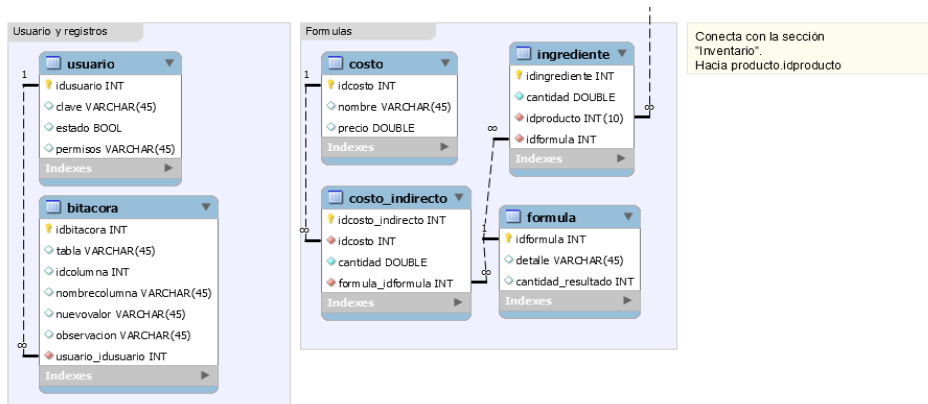 Usuario y registros
usuario
1
idusuario INT
clave VARCHAR(45)
estado BOOL
permisos VARCHAR(45)
Indexes
bitacora
idbitacora INT
tabla VARCHAR(45)
idcolumna INT
nombrecolumna VARCHAR(45)
nuevovalor VARCHAR(45)
observacion VARCHAR(45)
∞
usuario_idusuario INT
Indexes
Formulas
costo
1
idcosto INT
nombre VARCHAR(45)
precio DOUBLE
Indexes
costo_indirecto
idcosto_indirecto INT
∞
idcosto INT
cantidad DOUBLE
formula_idformula INT
∞
Indexes
ingrediente
idingrediente INT
cantidad DOUBLE
∞
idproducto INT(10)
∞
idformula INT
Indexes
formula
1
idformula INT
detalle VARCHAR(45)
cantidad_resultado INT
Indexes
Conecta con la sección
"Inventario".
Hacia producto.idproducto